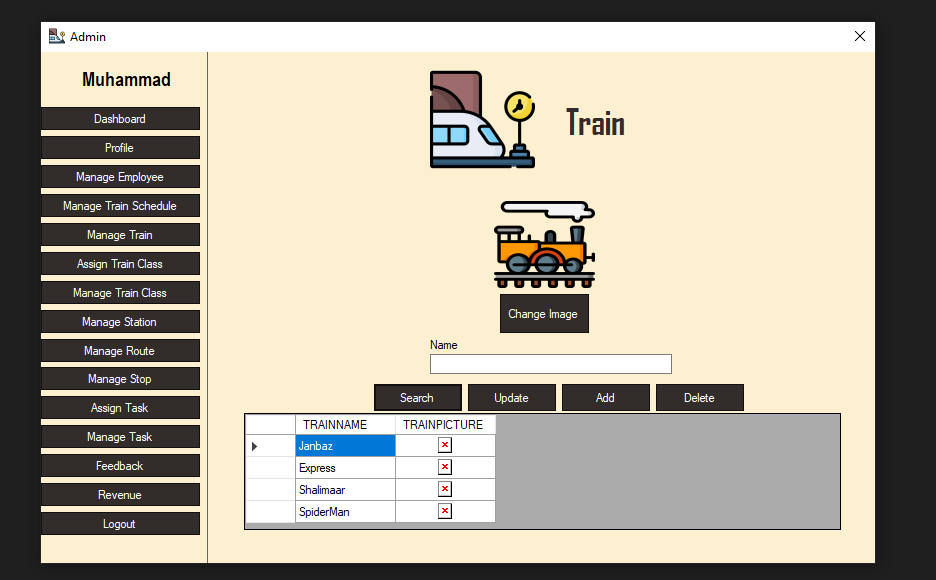 Admin
Muhammad
Dashboard
Profile
Manage Employee
Manage Train Schedule
Manage Train
Assign Train Class
Manage Train Class
Manage Station
Manage Route
Manage Stop
Assign Task
Manage Task
Feedback
Revenue
Logout
Train
Change Image
Name
Search Update Add Delete
TRAINNAME TRAINPICTURE
Janbaz
Express
Shalimaar
SpiderMan